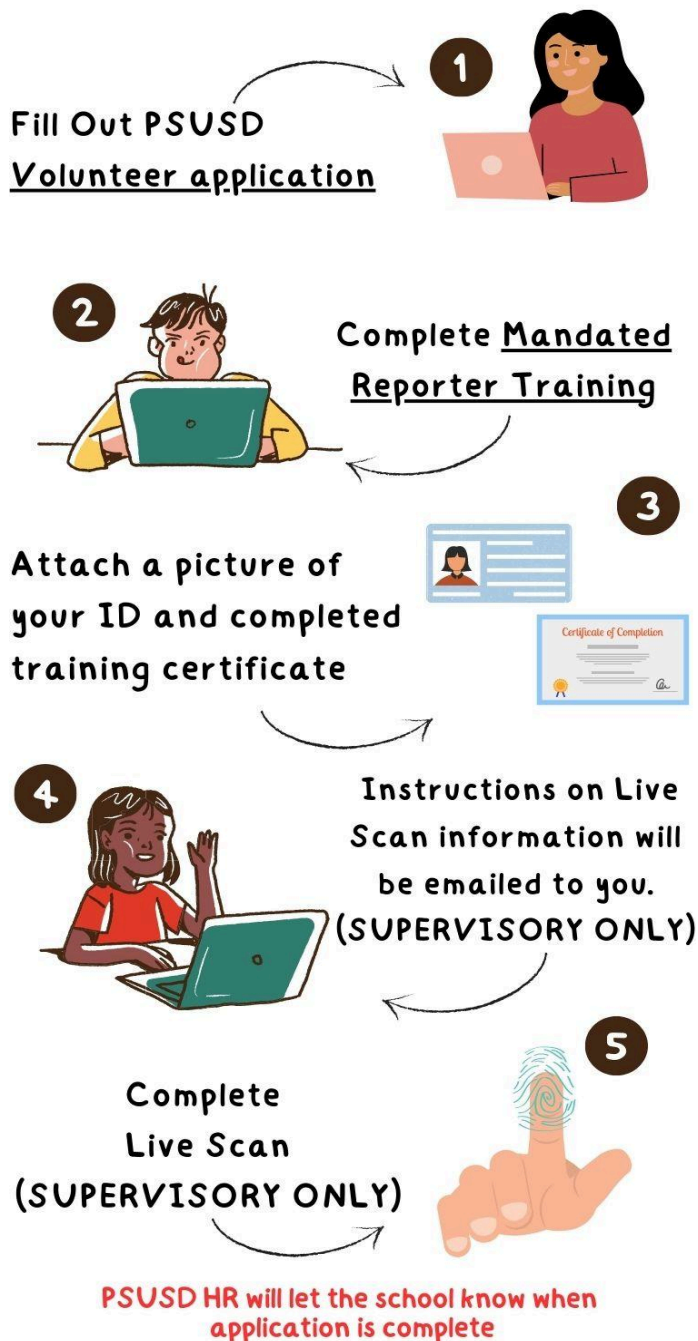 1
Fill Out PSUSD
Volunteer application
2
Complete Mandated
Reporter Training
3
Attach a picture of
your ID and completed
training certificate
Certificate of Completion
4
Instructions on Live
Scan information will
be emailed to you.
(SUPERVISORY ONLY)
5
Complete
Live Scan
(SUPERVISORY ONLY)
PSUSD HR will let the school know when
application is complete